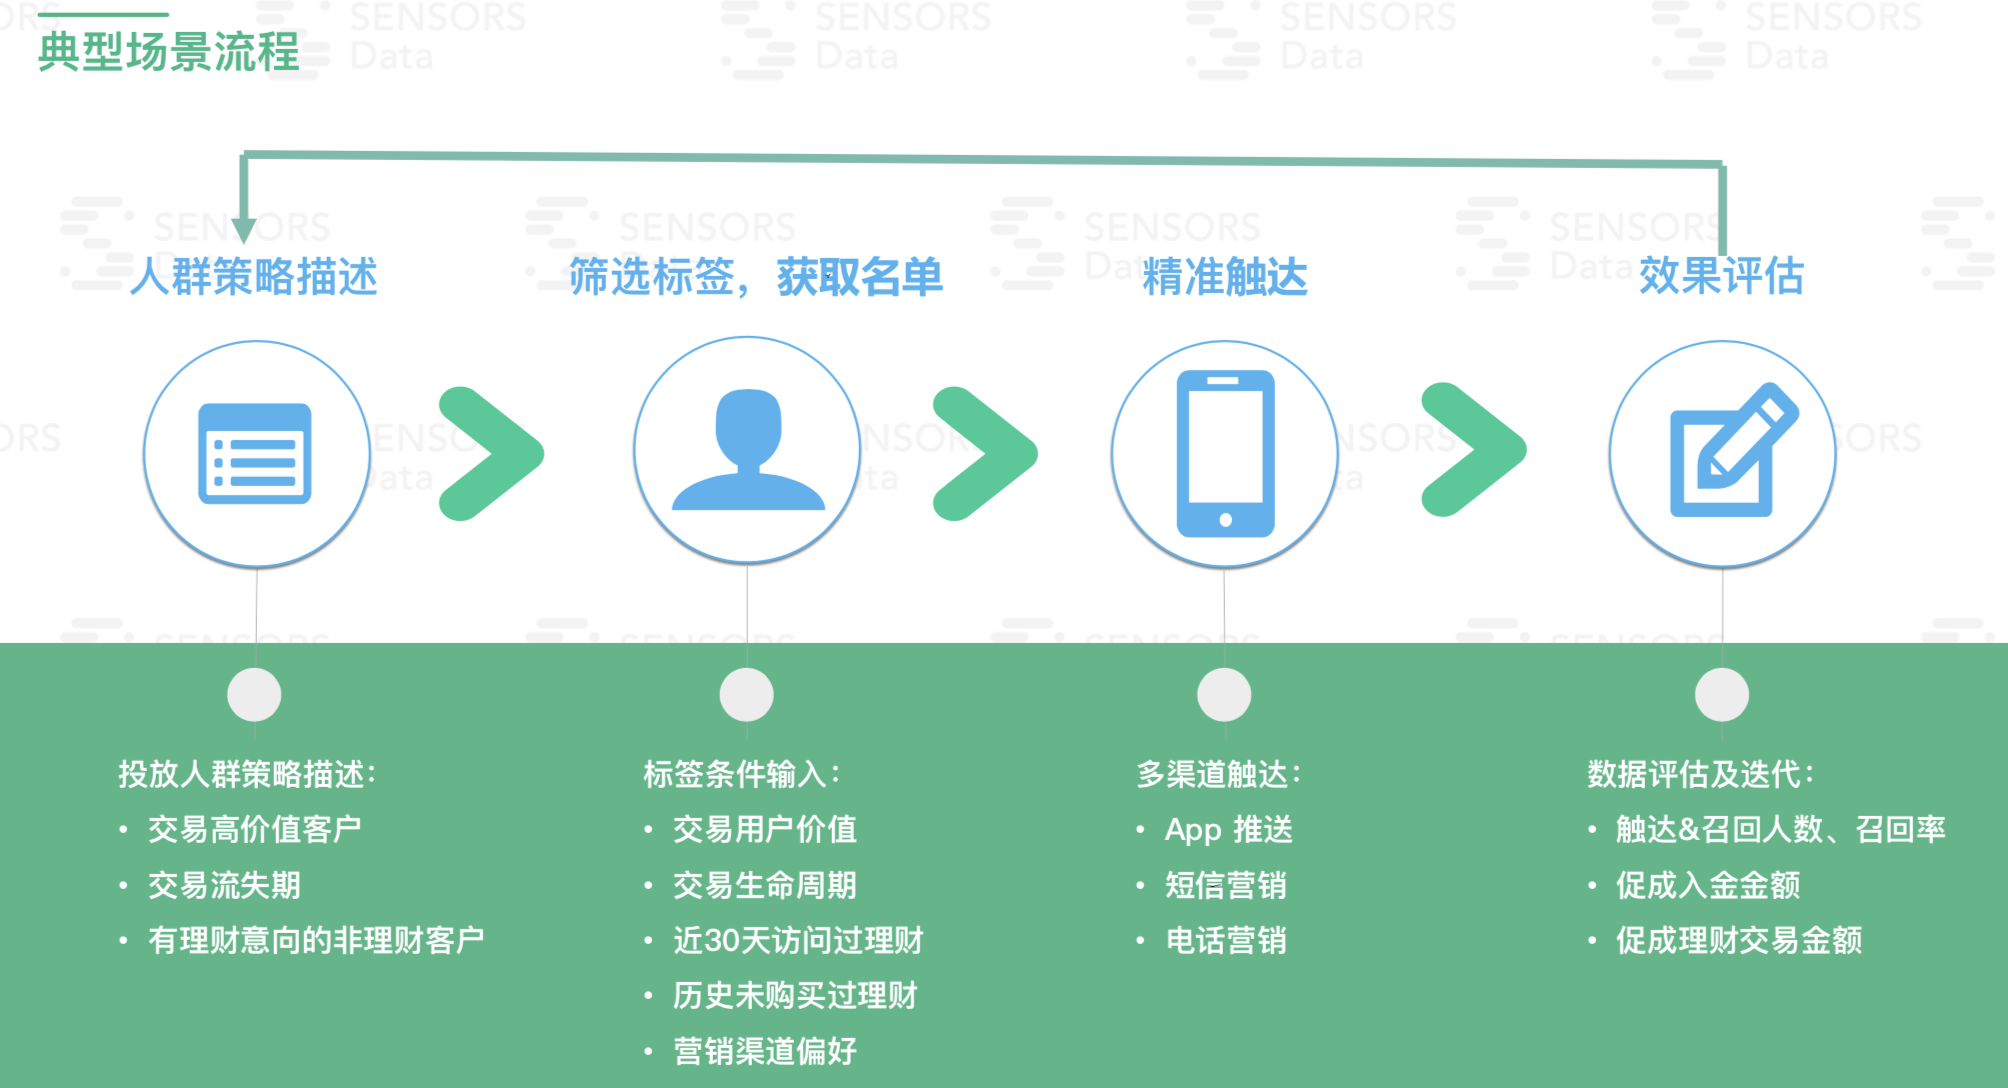 典型场景流程
SENSORS Data
人群策略描述
筛选标签，获取名单
精准触达
效果评估
投放人群策略描述：
• 交易高价值客户
• 交易流失期
• 有理财意向的非理财客户
标签条件输入：
• 交易用户价值
• 交易生命周期
• 近30天访问过理财
• 历史未购买过理财
• 营销渠道偏好
多渠道触达：
• App 推送
• 短信营销
• 电话营销
数据评估及迭代：
• 触达&召回人数、召回率
• 促成入金金额
• 促成理财交易金额